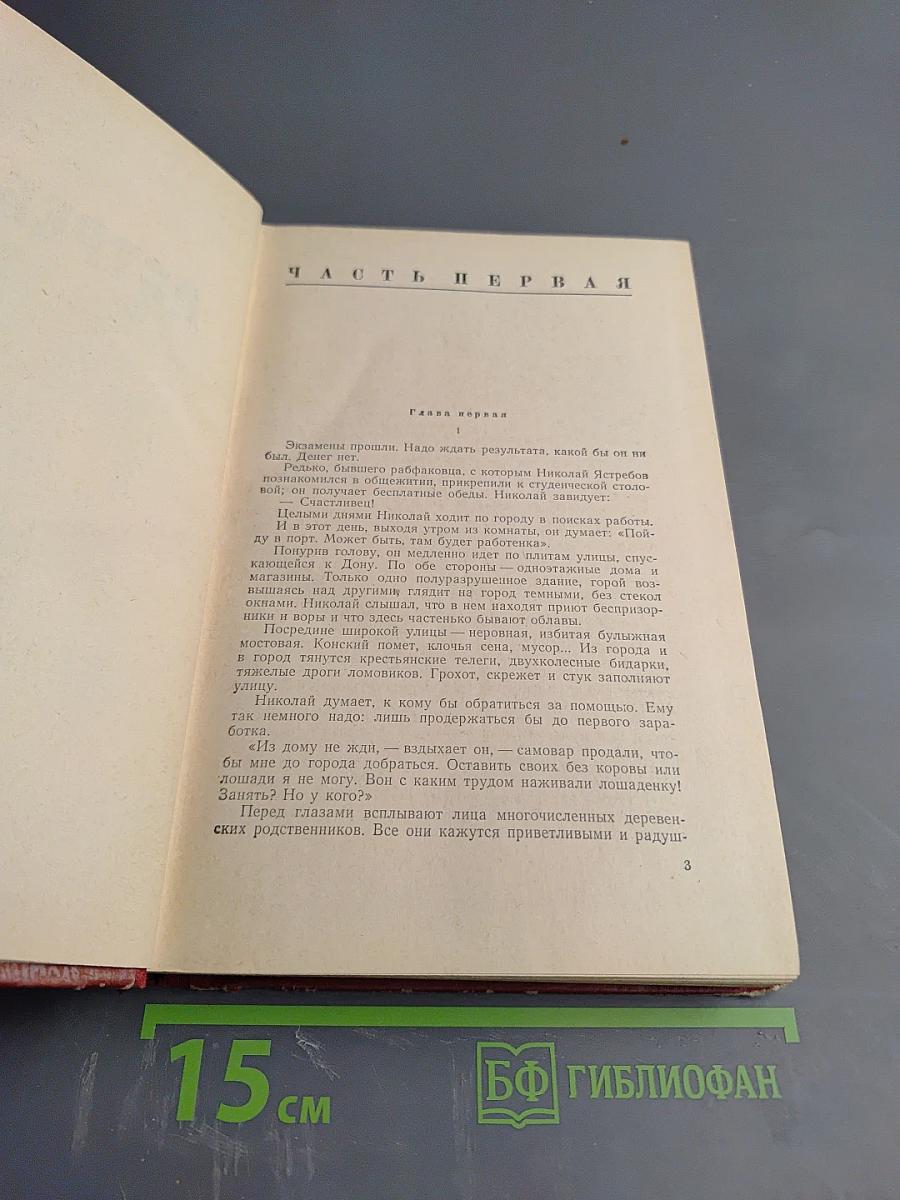 ЧАСТЬ ПЕРВАЯ
Глава первая
1
Экзамены прошли. Надо ждать результата, какой бы он ни
был. Денег нет.
Редько, бывшего рабфаковца, с которым Николай Ястребов
познакомился в общежитии, прикрепили к студенческой столо-
вой; он получает бесплатные обеды. Николай завидует:
— Счастливец!
Целыми днями Николай ходит по городу в поисках работы.
И в этот день, выходя утром из комнаты, он думает: «Пой-
ду в порт. Может быть, там будет работенка».
Понурив голову, он медленно идет по плитам улицы, спус-
кающейся к Дону. По обе стороны — одноэтажные дома и
магазины. Только одно полуразрушенное здание, горой воз-
вышаясь над другими, глядит на город темными, без стекол
окнами. Николай слышал, что в нем находят приют беспризор-
ники и воры и что здесь частенько бывают облавы.
Посредине широкой улицы — неровная, избитая булыжная
мостовая. Конский помет, клочья сена, мусор... Из города и
в город тянутся крестьянские телеги, двухколесные бидарки,
тяжелые дроги ломовиков. Грохот, скрежет и стук заполняют
улицу.
Николай думает, к кому бы обратиться за помощью. Ему
так немного надо: лишь продержаться бы до первого зара-
ботка.
«Из дому не жди, — вздыхает он, — самовар продали, что-
бы мне до города добраться. Оставить своих без коровы или
лошади я не могу. Вон с каким трудом наживали лошаденку!
Занять? Но у кого?»
Перед глазами всплывают лица многочисленных деревен-
ских родственников. Все они кажутся приветливыми и радуш-
3
15 см
БФ ГИБЛИОФАН